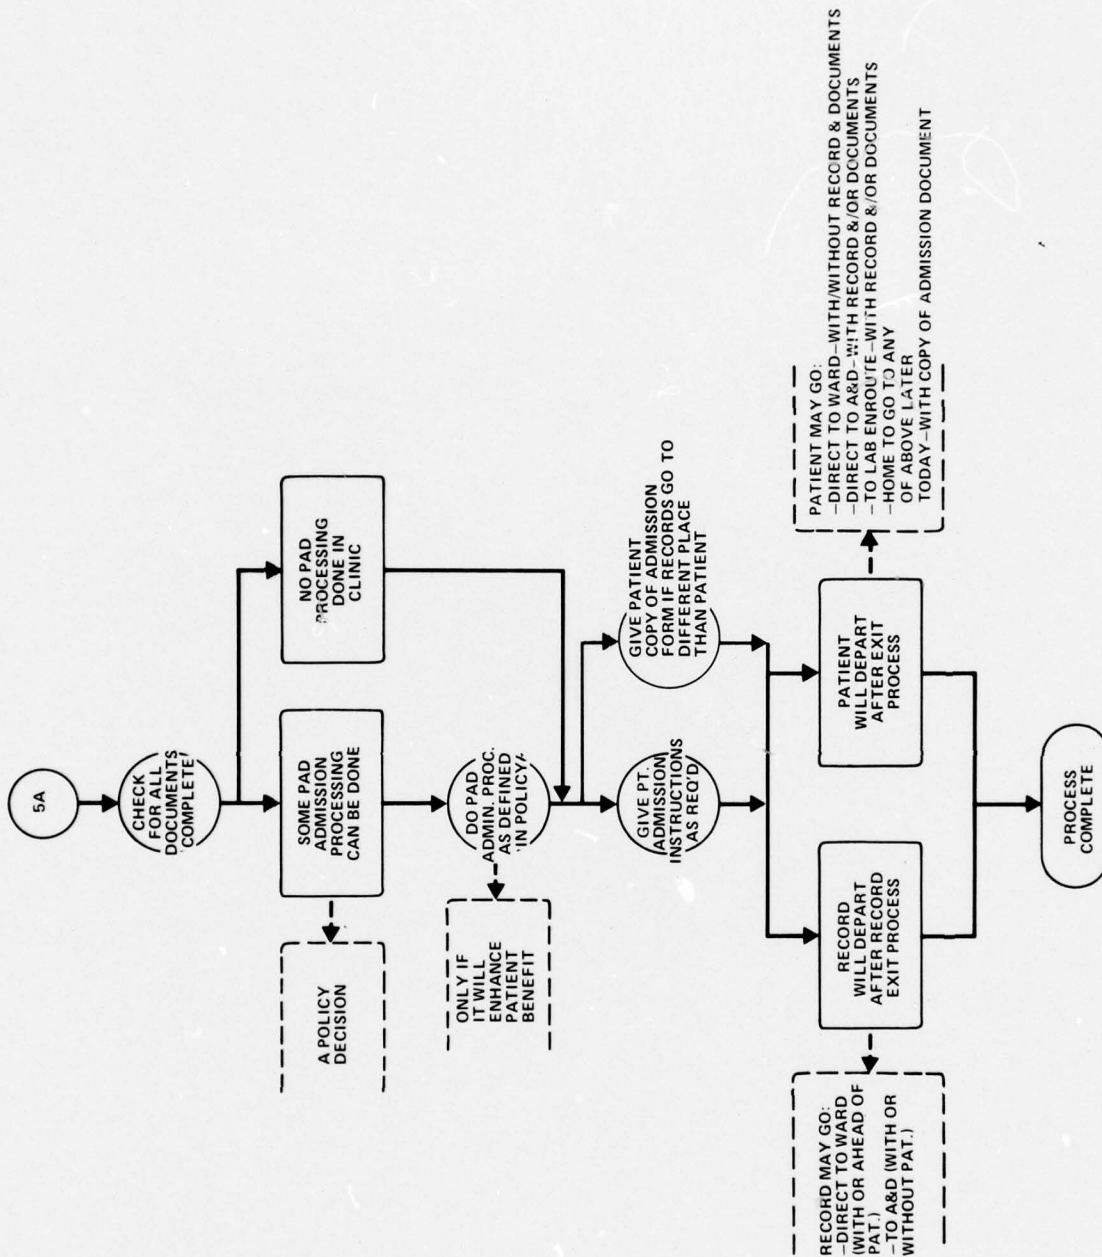 5A
CHECK
FOR ALL
DOCUMENTS
COMPLETE
NO PAD
PROCESSING
DONE IN
CLINIC
SOME PAD
ADMISSION
PROCESSING
CAN BE DONE
A POLICY
DECISION
DO PAD
ADMIN. PROC.
AS DEFINED
IN POLICY
ONLY IF
IT WILL
ENHANCE
PATIENT
BENEFIT
GIVE PATIENT
COPY OF ADMISSION
FORM IF RECORDS GO TO
DIFFERENT PLACE
THAN PATIENT
GIVE PT.
ADMISSION
INSTRUCTIONS
AS REQ'D
PATIENT MAY GO:
-DIRECT TO WARD-WITH/WITHOUT RECORD & DOCUMENTS
-DIRECT TO A&D-WITH RECORD &/OR DOCUMENTS
-TO LAB ENROUTE-WITH RECORD &/OR DOCUMENTS
-HOME TO GO TO ANY
OF ABOVE LATER
TODAY-WITH COPY OF ADMISSION DOCUMENT
PATIENT
WILL DEPART
AFTER EXIT
PROCESS
RECORD
WILL DEPART
AFTER RECORD
EXIT PROCESS
RECORD MAY GO:
-DIRECT TO WARD
(WITH OR AHEAD OF
PAT.)
-TO A&D (WITH OR
WITHOUT PAT.)
PROCESS
COMPLETE